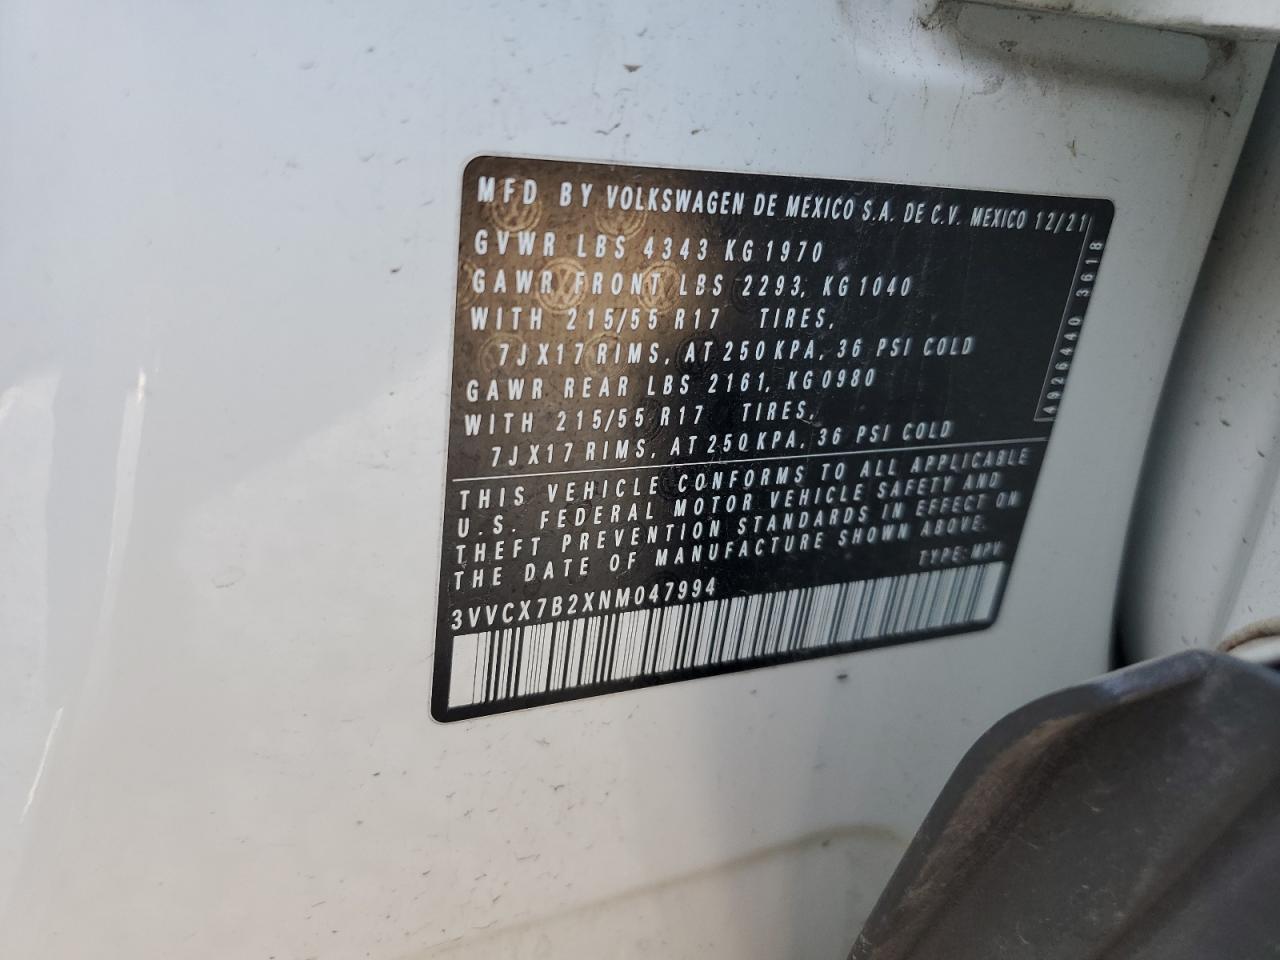 MFD BY VOLKSWAGEN DE MEXICO S.A. DE C.V. MEXICO 12/21
GVWR LBS 4343 KG 1970
GAWR FRONT LBS 2293, KG 1040
WITH 215/55 R17 TIRES,
7JX17 RIMS, AT 250 KPA, 36 PSI COLD
GAWR REAR LBS 2161, KG 0980
WITH 215/55 R17 TIRES,
7JX17 RIMS, AT 250 KPA, 36 PSI COLD
4926440 3618
THIS VEHICLE CONFORMS TO ALL APPLICABLE
U.S. FEDERAL MOTOR VEHICLE SAFETY AND
THEFT PREVENTION STANDARDS IN EFFECT ON
THE DATE OF MANUFACTURE SHOWN ABOVE.
TYPE: MPV
3VVCX7B2XNM047994